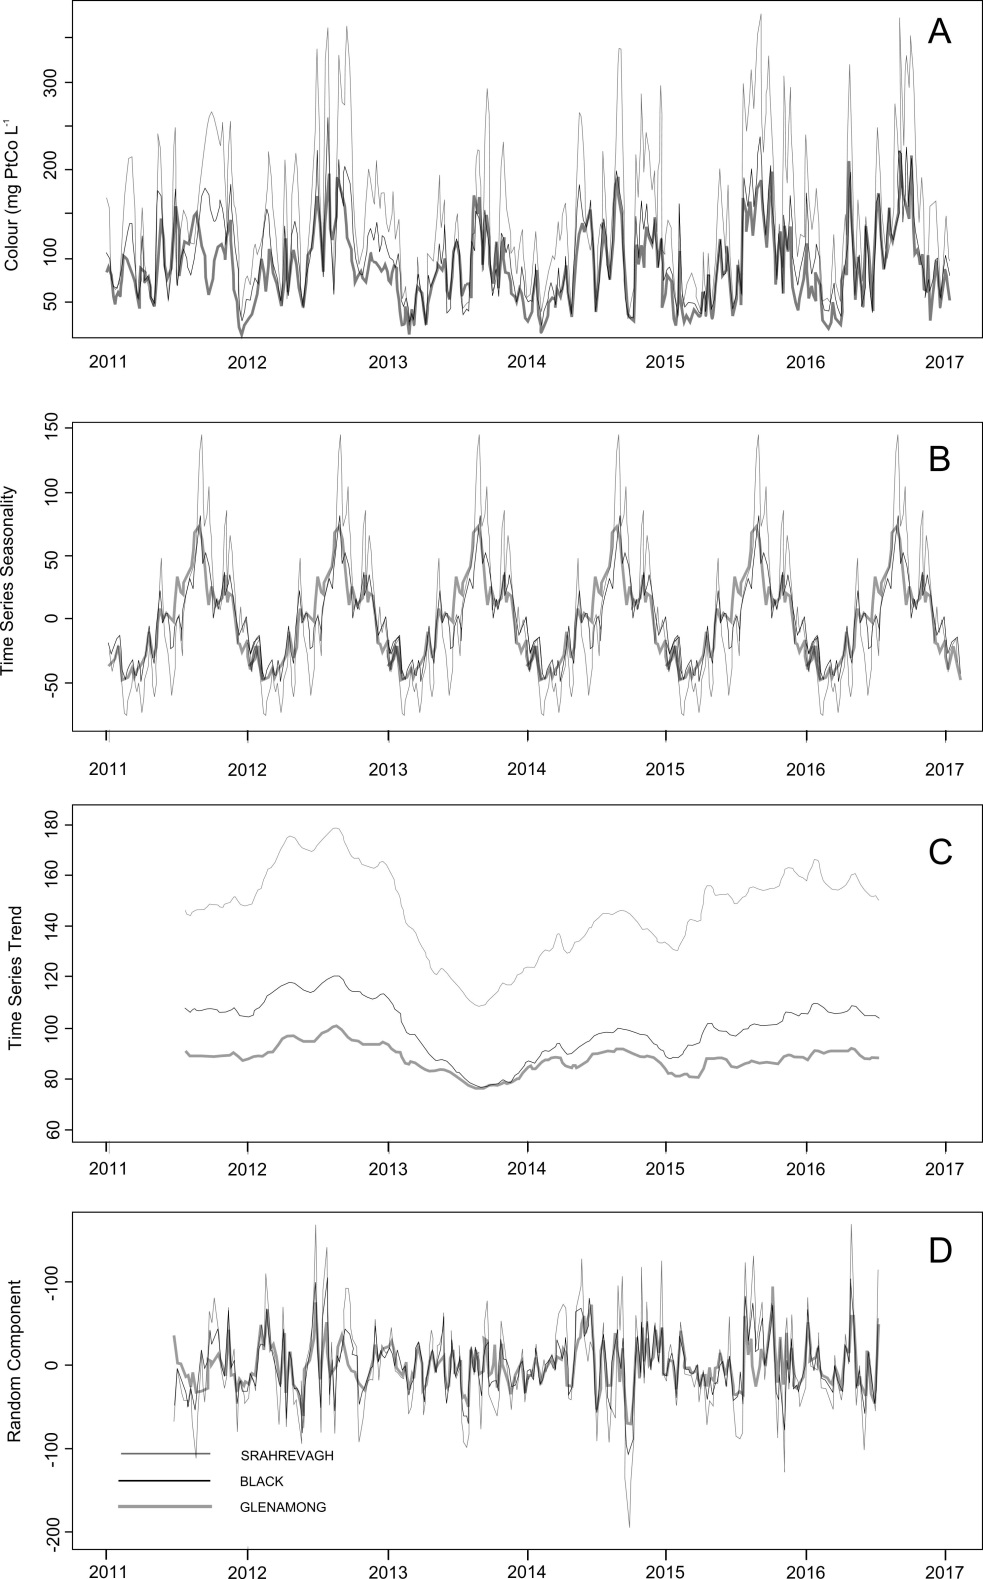 A
Colour (mg PtCo L-1
300
200
100
50
2011 2012 2013 2014 2015 2016 2017
B
Time Series Seasonality
150
100
50
0
-50
2011 2012 2013 2014 2015 2016 2017
C
Time Series Trend
180
160
140
120
100
80
60
2011 2012 2013 2014 2015 2016 2017
D
Random Component
-100
0
-100
-200
SRAHREVAGH
BLACK
GLENAMONG
2011 2012 2013 2014 2015 2016 2017